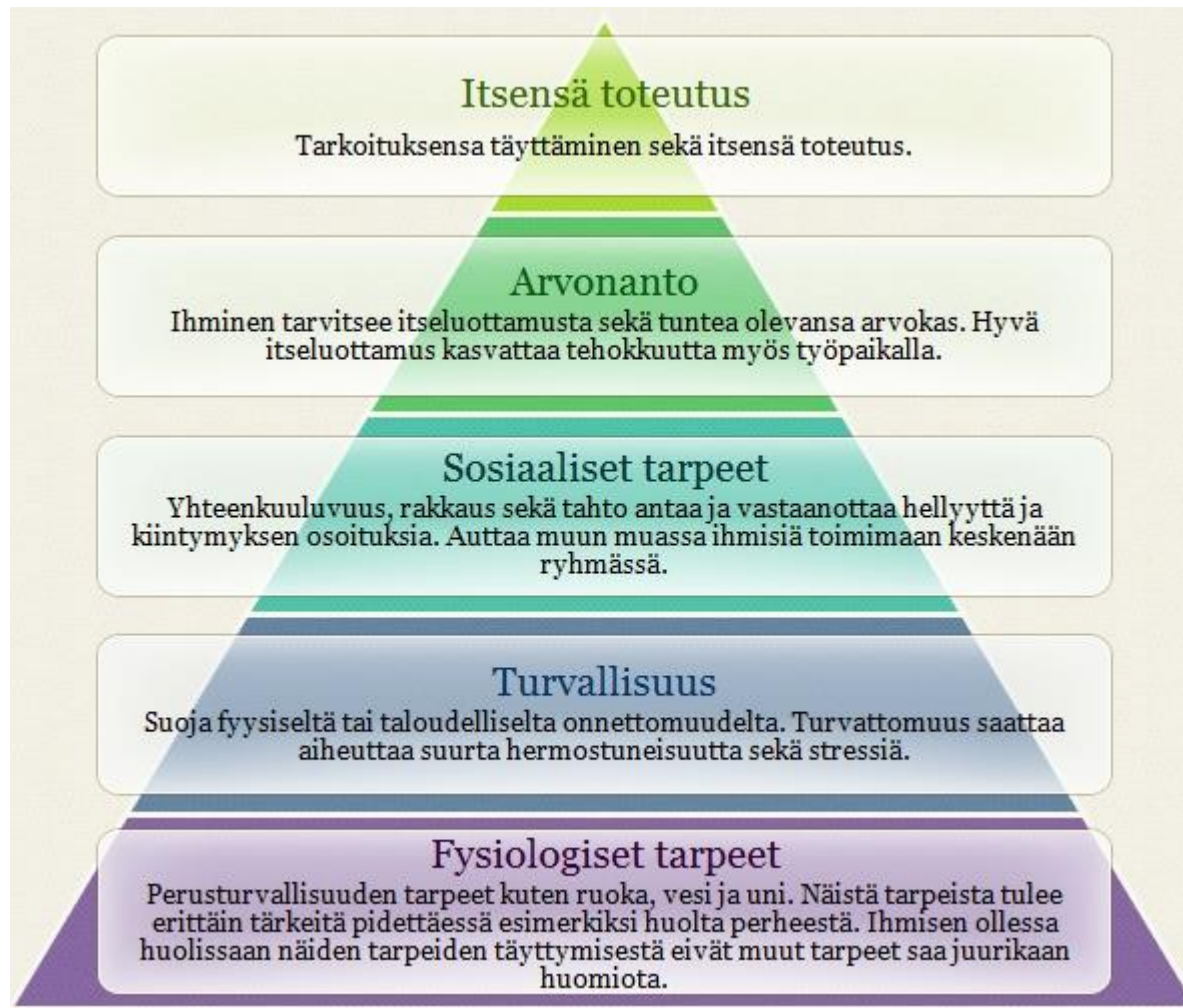 Itsensä toteutus
Tarkoituksensa täyttäminen sekä itsensä toteutus.
Arvonanto
Ihminen tarvitsee itseluottamusta sekä tuntea olevansa arvokas. Hyvä
itseluottamus kasvattaa tehokkuutta myös työpaikalla.
Sosiaaliset tarpeet
Yhteenkuuluvuus, rakkaus sekä tahto antaa ja vastaanottaa hellyyttä ja
kiintymyksen osoituksia. Auttaa muun muassa ihmisiä toimimaan keskenään
ryhmässä.
Turvallisuus
Suoja fyysiseltä tai taloudelliselta onnettomuudelta. Turvattomuus saattaa
aiheuttaa suurta hermostuneisuutta sekä stressiä.
Fysiologiset tarpeet
Perusturvallisuuden tarpeet kuten ruoka, vesi ja uni. Näistä tarpeista tulee
erittäin tärkeitä pidettäessä esimerkiksi huolta perheestä. Ihmisen ollessa
huolissaan näiden tarpeiden täyttymisestä eivät muut tarpeet saa juurikaan
huomiota.